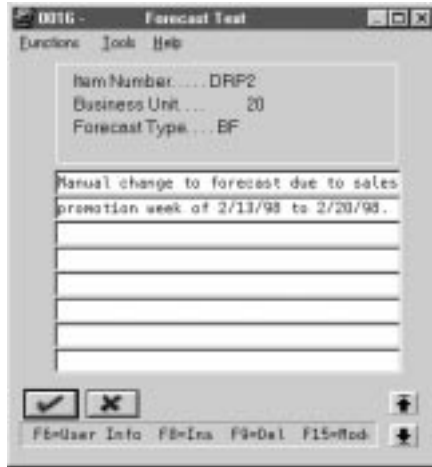 0016 - Forecast Text
Functions Tools Help
Item Number..... DRP2
Business Unit.... 20
Forecast Type.... BF
Manual change to forecast due to sales
promotion week of 2/13/98 to 2/20/98.
F6=User Info F8=Ins F9=Del F15=Mod